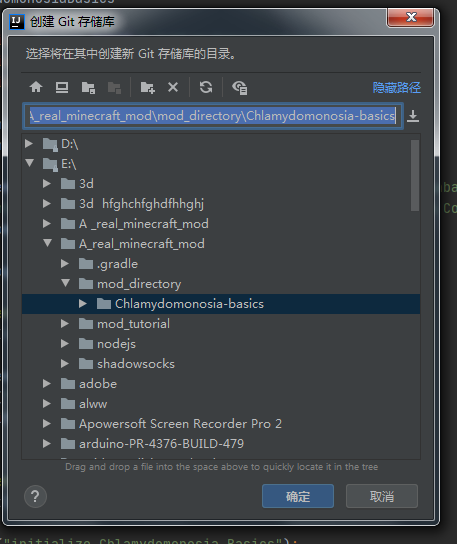 创建 Git 存储库
选择将在其中创建新 Git 存储库的目录。
隐藏路径
A_real_minecraft_mod\mod_directory\Chlamydomonosia-basics
D:\
E:\
3d
3d hfghchfghdfhhghj
A _real_minecraft_mod
A_real_minecraft_mod
.gradle
mod_directory
Chlamydomonosia-basics
mod_tutorial
nodejs
shadowsocks
adobe
alww
Apowersoft Screen Recorder Pro 2
arduino-PR-4376-BUILD-479
Drag and drop a file into the space above to quickly locate it in the tree
?
确定
取消
("initialize Chlamydomonosia Basics");